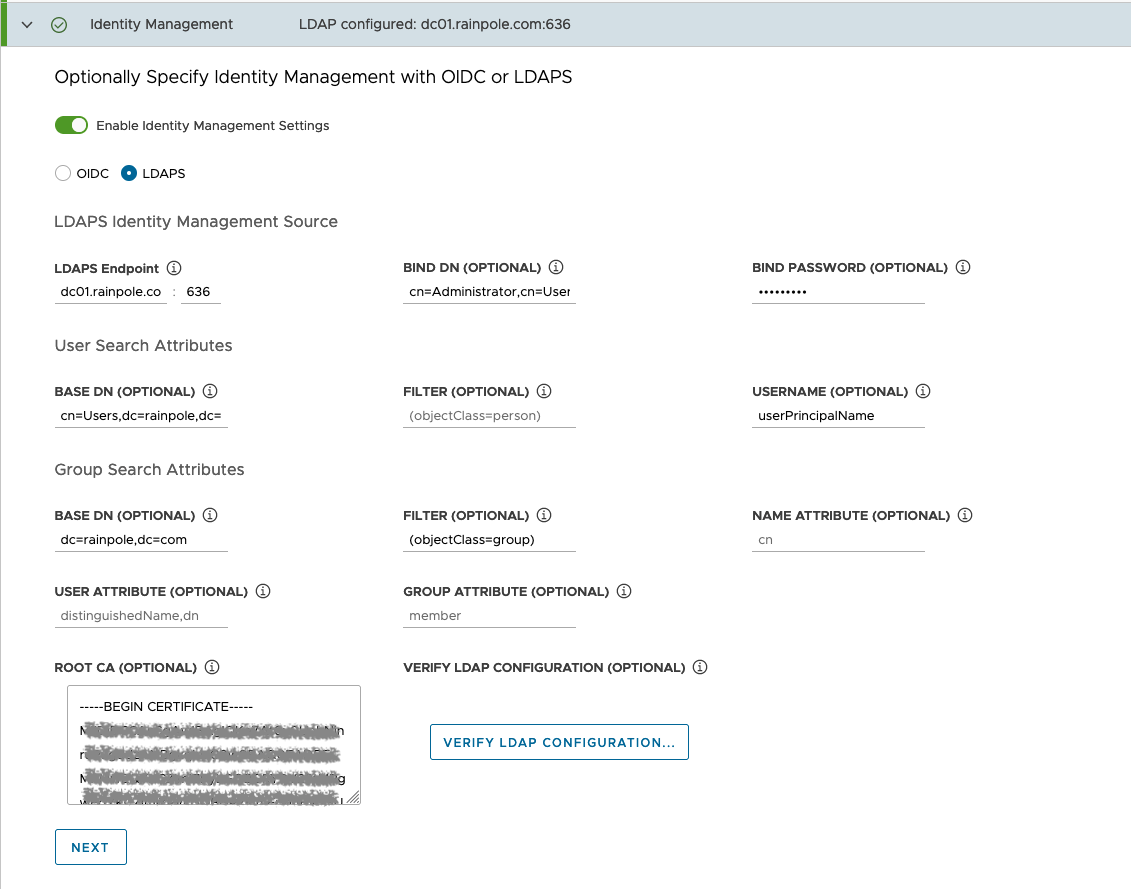 Identity Management LDAP configured: dc01.rainpole.com:636
Optionally Specify Identity Management with OIDC or LDAPS
Enable Identity Management Settings
OIDC LDAPS
LDAPS Identity Management Source
LDAPS Endpoint BIND DN (OPTIONAL) BIND PASSWORD (OPTIONAL)
dc01.rainpole.co : 636 cn=Administrator,cn=User •••••••••
User Search Attributes
BASE DN (OPTIONAL) FILTER (OPTIONAL) USERNAME (OPTIONAL)
cn=Users,dc=rainpole,dc= (objectClass=person) userPrincipalName
Group Search Attributes
BASE DN (OPTIONAL) FILTER (OPTIONAL) NAME ATTRIBUTE (OPTIONAL)
dc=rainpole,dc=com (objectClass=group) cn
USER ATTRIBUTE (OPTIONAL) GROUP ATTRIBUTE (OPTIONAL)
distinguishedName,dn member
ROOT CA (OPTIONAL) VERIFY LDAP CONFIGURATION (OPTIONAL)
-----BEGIN CERTIFICATE-----
VERIFY LDAP CONFIGURATION...
NEXT